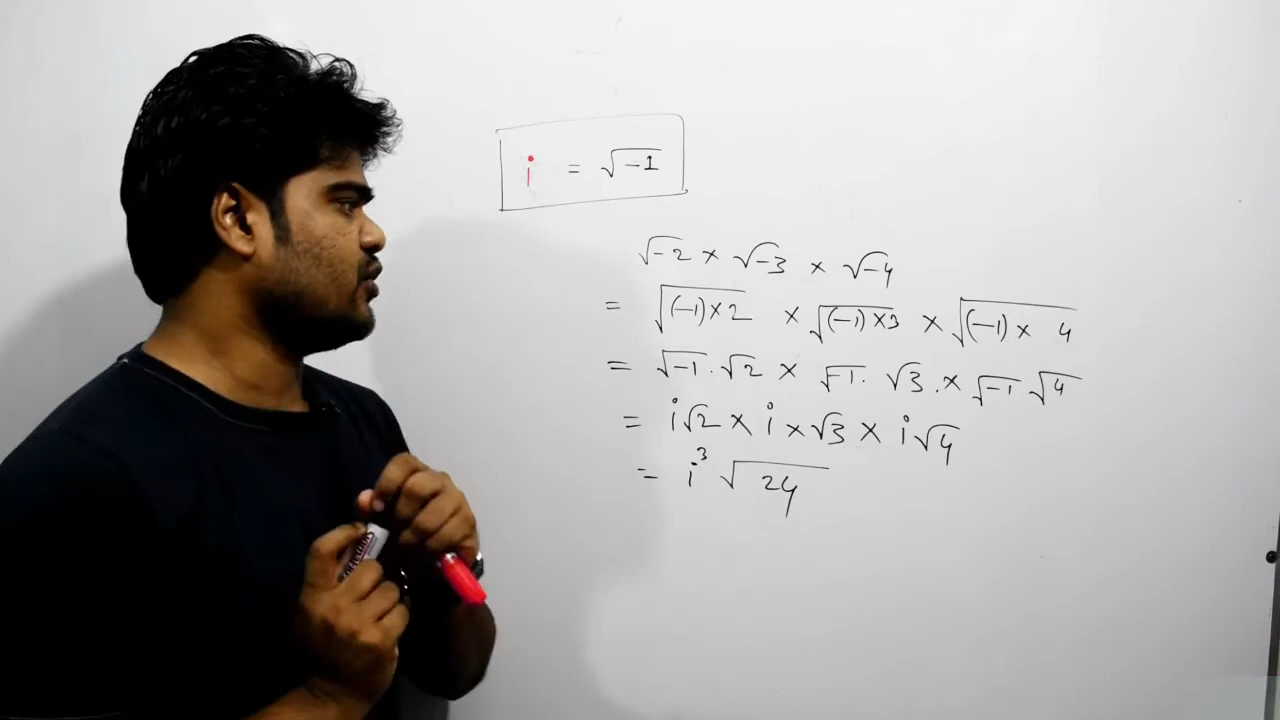 i = √-1
√-2 × √-3 × √-4
= √(-1)×2 × √(-1)×3 × √(-1)× 4
= √-1 . √2 × √-1 . √3 . × √-1 √4
= i√2 × i × √3 × i√4
= i³ √24